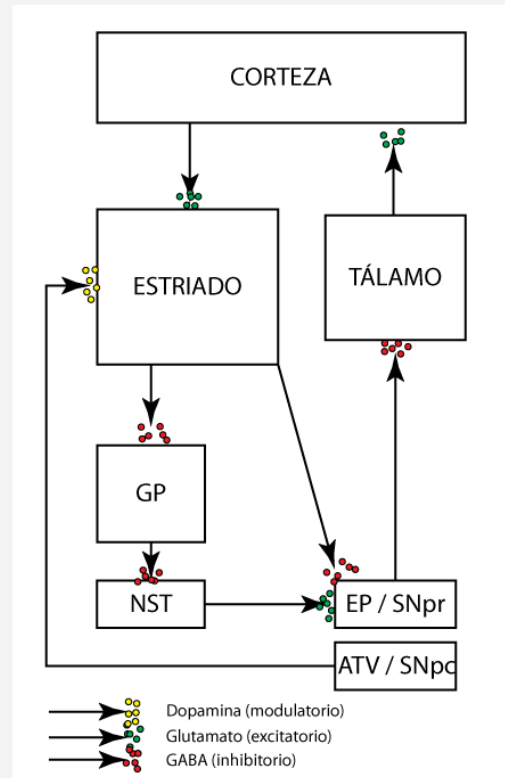 CORTEZA
ESTRIADO
TÁLAMO
GP
NST
EP / SNpr
ATV / SNpc
Dopamina (modulatorio)
Glutamato (excitatorio)
GABA (inhibitorio)